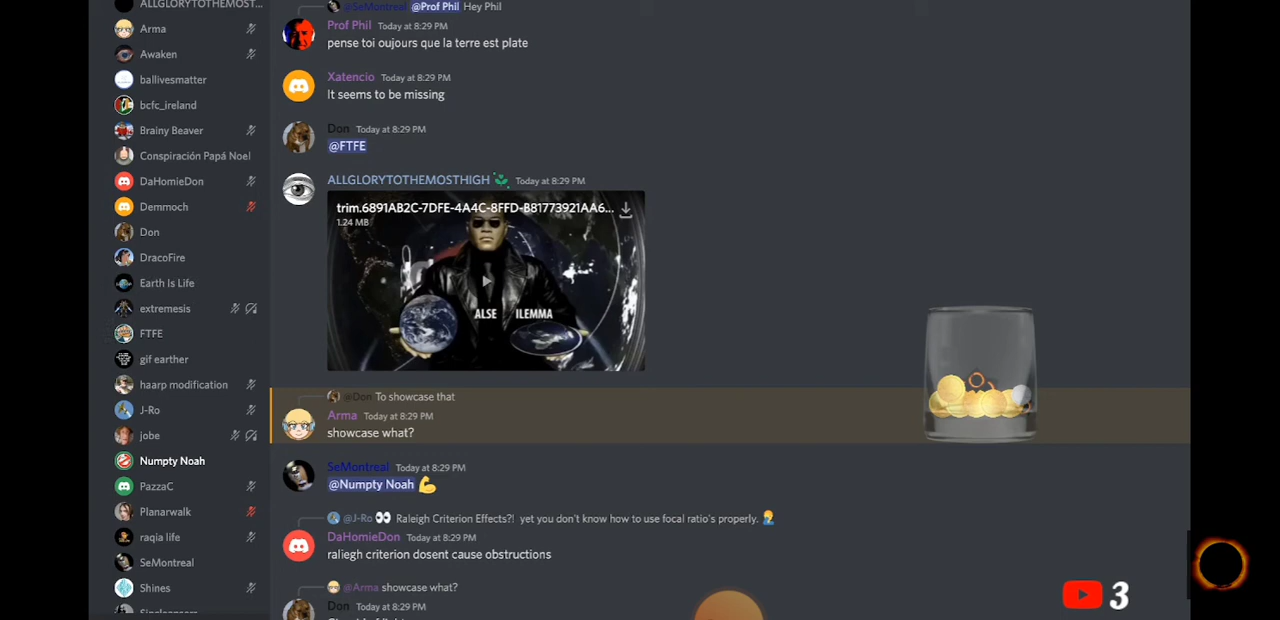 ALLGLORYTOTHEMOST...
Arma
Awaken
ballivesmatter
bcfc_ireland
Brainy Beaver
Conspiración Papá Noel
DaHomieDon
Demmoch
Don
DracoFire
Earth Is Life
extremesis
FTFE
gif earther
haarp modification
J-Ro
jobe
Numpty Noah
PazzaC
Planarwalk
raqia life
SeMontreal
Shines
@SeMontreal @Prof Phil Hey Phil
Prof Phil Today at 8:29 PM
pense toi oujours que la terre est plate
Xatencio Today at 8:29 PM
It seems to be missing
Don Today at 8:29 PM
@FTFE
ALLGLORYTOTHEMOSTHIGH Today at 8:29 PM
trim.6891AB2C-7DFE-4A4C-8FFD-B81773921AA6...
1.24 MB
ALSE ILEMMA
@Don To showcase that
Arma Today at 8:29 PM
showcase what?
SeMontreal Today at 8:29 PM
@Numpty Noah 💪
@J-Ro 👀 Raleigh Criterion Effects?! yet you don't know how to use focal ratio's properly. 🤦
DaHomieDon Today at 8:29 PM
raliegh criterion dosent cause obstructions
@Arma showcase what?
Don Today at 8:29 PM
3